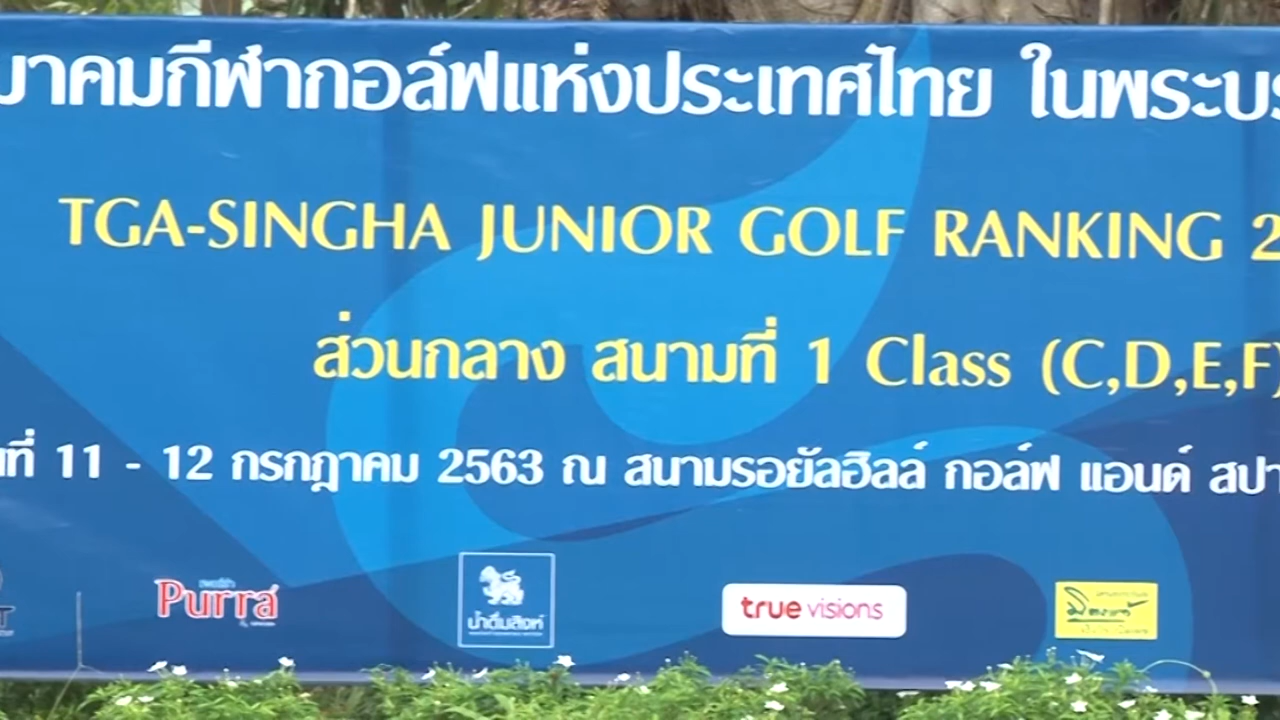 มาคมกีฬากอล์ฟแห่งประเทศไทย ในพระบร
TGA-SINGHA JUNIOR GOLF RANKING 2
ส่วนกลาง สนามที่ 1 Class (C,D,E,F)
นที่ 11 - 12 กรกฎาคม 2563 ณ สนามรอยัลฮิลล์ กอล์ฟ แอนด์ สปา
Purra
น้ำดื่มสิงห์
true visions